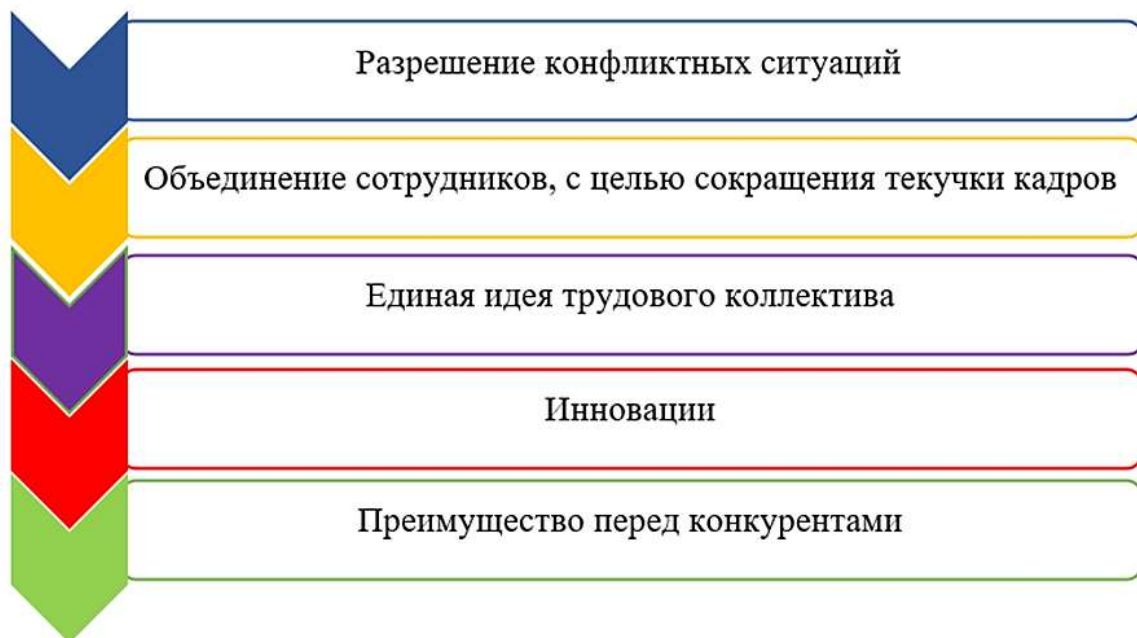 Разрешение конфликтных ситуаций
Объединение сотрудников, с целью сокращения текучки кадров
Единая идея трудового коллектива
Инновации
Преимущество перед конкурентами